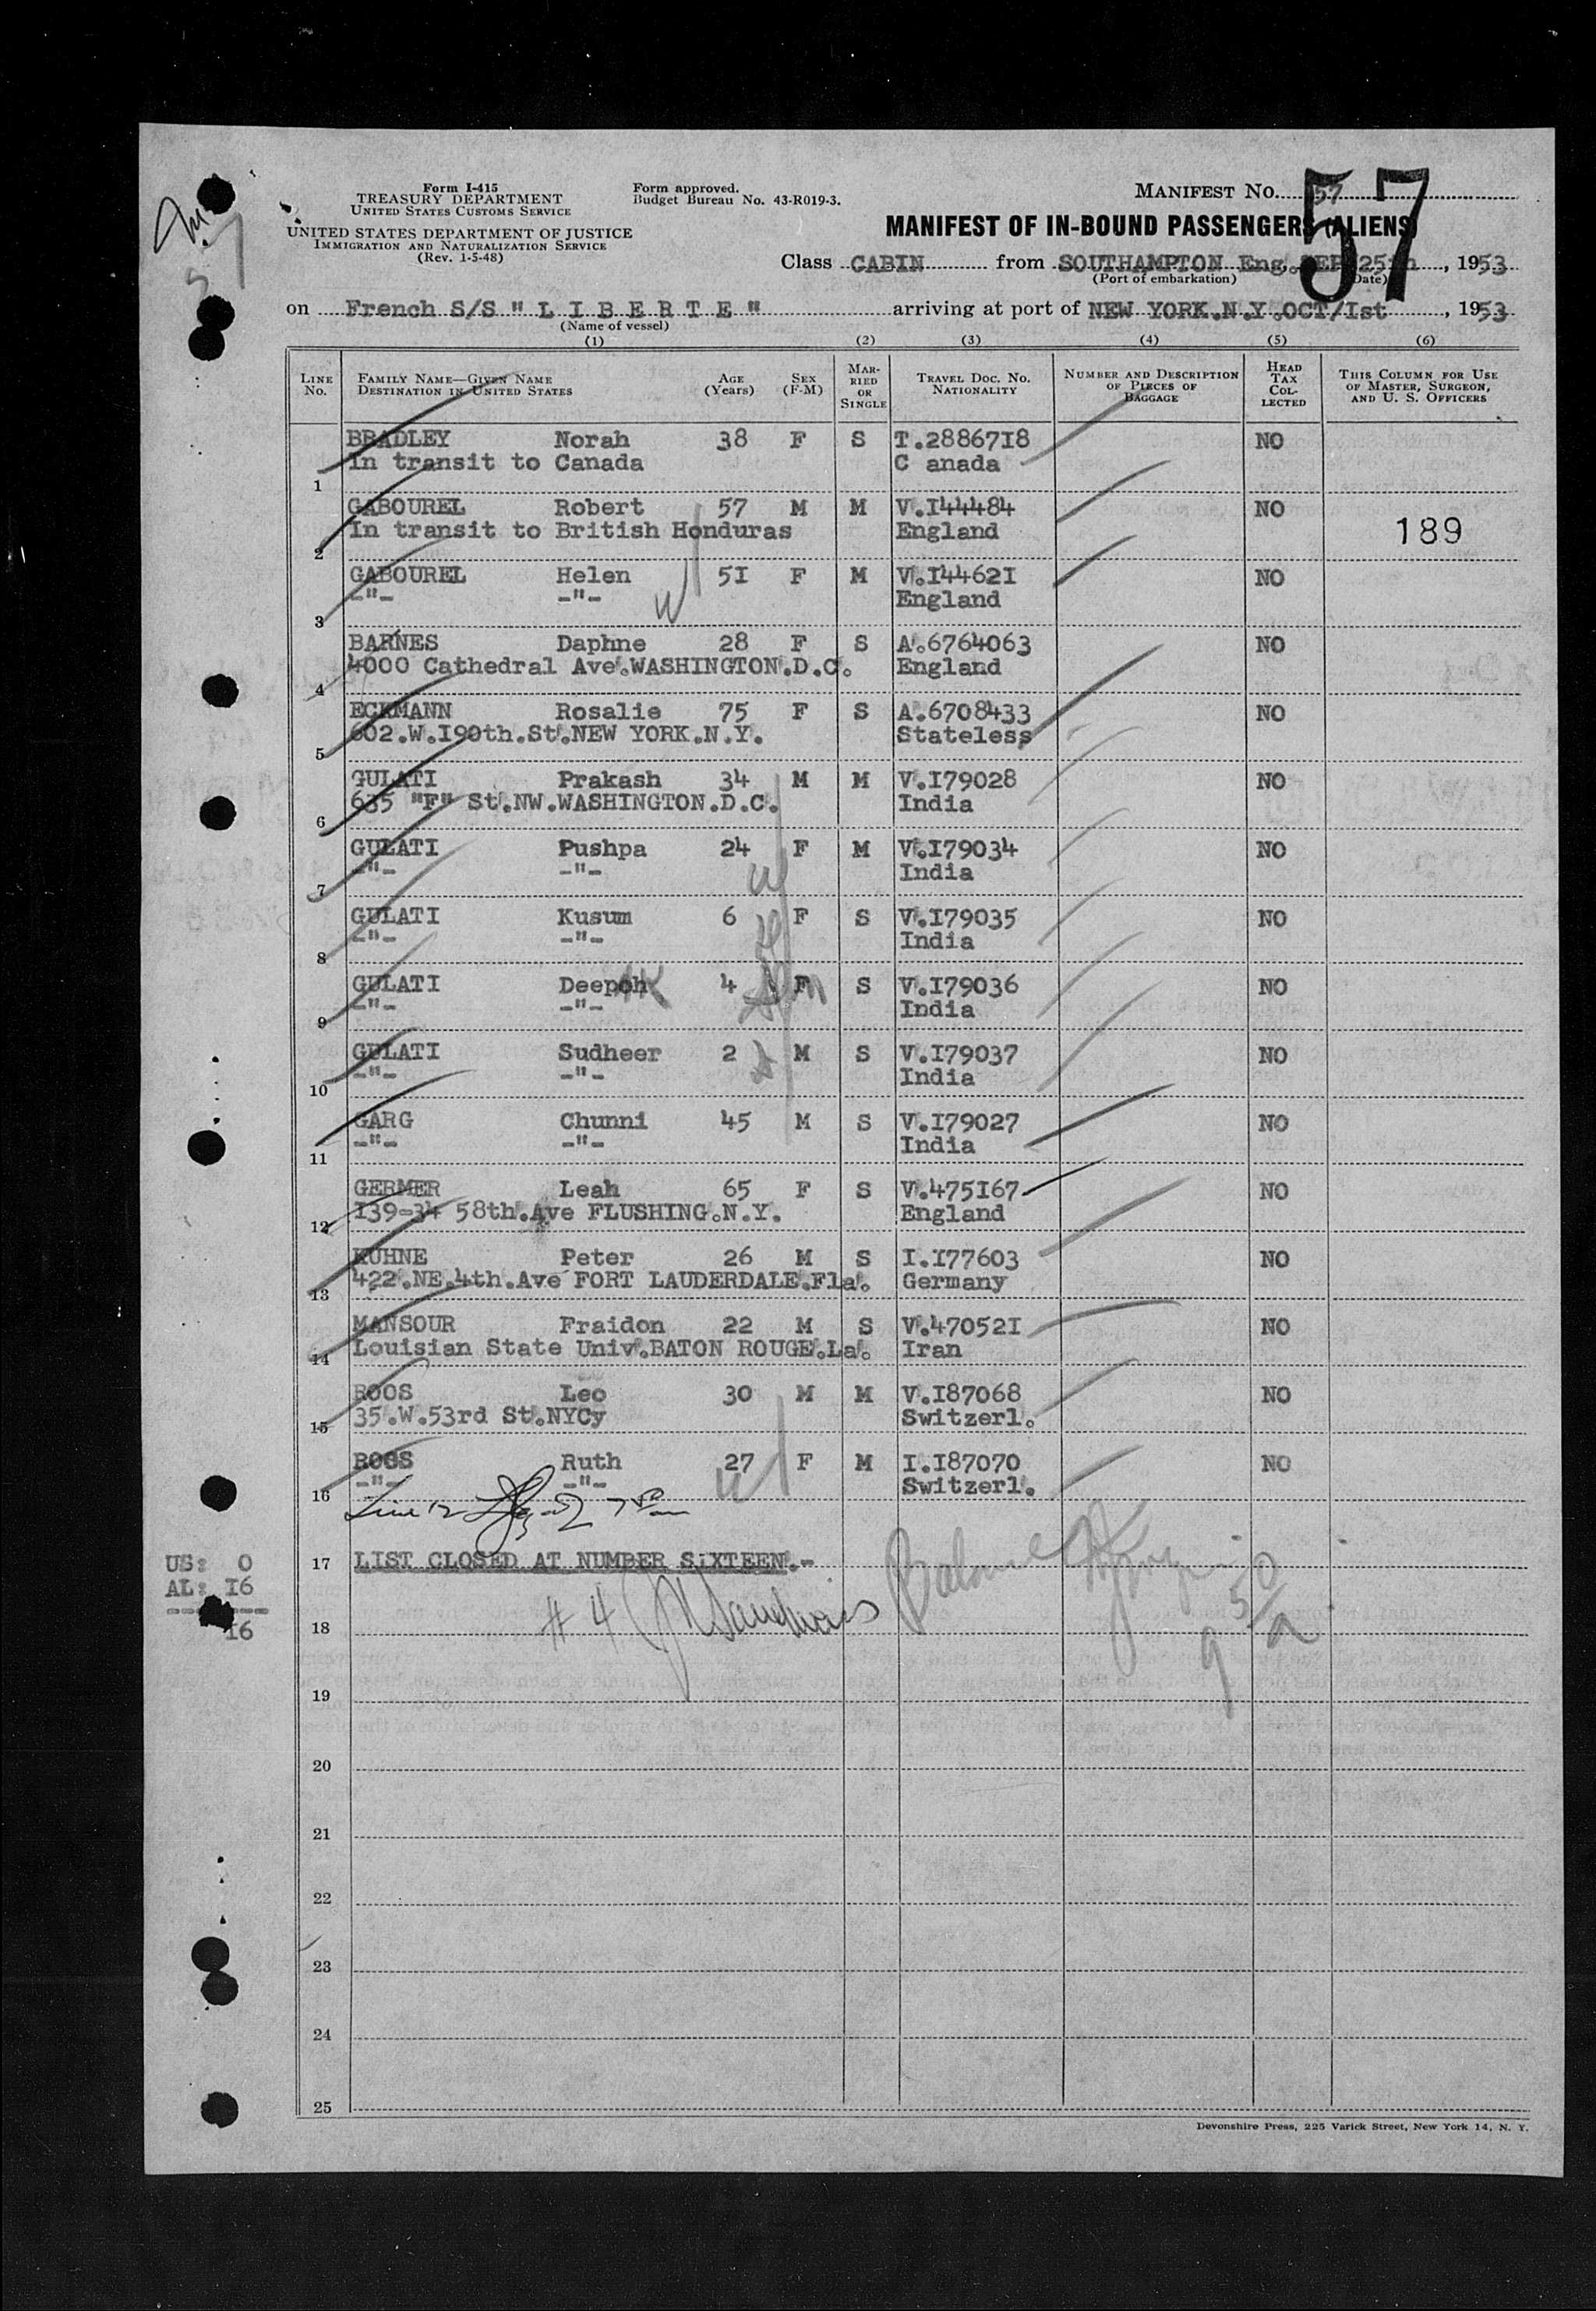 Form I-415
TREASURY DEPARTMENT
UNITED STATES CUSTOMS SERVICE
UNITED STATES DEPARTMENT OF JUSTICE
IMMIGRATION AND NATURALIZATION SERVICE
(Rev. 1-5-48)
Form approved.
Budget Bureau No. 43-R019-3.
MANIFEST NO. 57
57
MANIFEST OF IN-BOUND PASSENGERS (ALIENS)
Class CABIN from SOUTHAMPTON Eng. SEP 25th, 1953
(Port of embarkation) (Date)
on French S/S " L I B E R T E " arriving at port of NEW YORK.N.Y.OCT/Ist, 1953
(Name of vessel)
(1) (2) (3) (4) (5) (6)
LINE NO. FAMILY NAME—GIVEN NAME DESTINATION IN UNITED STATES AGE (Years) SEX (F-M) MARRIED OR SINGLE TRAVEL DOC. NO. NATIONALITY NUMBER AND DESCRIPTION OF PIECES OF BAGGAGE HEAD TAX COLLECTED THIS COLUMN FOR USE OF MASTER, SURGEON, AND U. S. OFFICERS
BRADLEY Norah 38 F S T.2886718 NO
1 In transit to Canada C anada
GABOUREL Robert 57 M M V.I44484 NO
2 In transit to British Honduras England 189
GABOUREL Helen 5I F M V.I4462I NO
3 -"- -"- England
BARNES Daphne 28 F S A.6764063 NO
4 4000 Cathedral Ave.WASHINGTON.D.C. England
ECKMANN Rosalie 75 F S A.6708433 NO
5 602.W.I90th.St.NEW YORK.N.Y. Stateless
GULATI Prakash 34 M M V.I79028 NO
6 635 "F" St.NW.WASHINGTON.D.C. India
GULATI Pushpa 24 F M V.I79034 NO
7 -"- -"- India
GULATI Kusum 6 F S V.I79035 NO
8 -"- -"- India
GULATI Deepoh 4 F S V.I79036 NO
9 -"- -"- India
GULATI Sudheer 2 M S V.I79037 NO
10 -"- -"- India
GARG Chunni 45 M S V.I79027 NO
11 -"- -"- India
GERMER Leah 65 F S V.475I67 NO
12 I39-34 58th.Ave FLUSHING.N.Y. England
KUHNE Peter 26 M S I.I77603 NO
13 422.NE.4th.Ave FORT LAUDERDALE.Fla. Germany
MANSOUR Fraidon 22 M S V.47052I NO
14 Louisian State Univ.BATON ROUGE.La. Iran
ROOS Leo 30 M M V.I87068 NO
15 35.W.53rd St.NYCy Switzerl.
ROOS Ruth 27 F M I.I87070 NO
16 -"- -"- Switzerl.
Line 12
17 LIST CLOSED AT NUMBER SIXTEEN.-
US: 0
AL: I6
I6
# 4
18
19
20
21
22
23
24
25
Devonshire Press, 225 Varick Street, New York 14, N. Y.